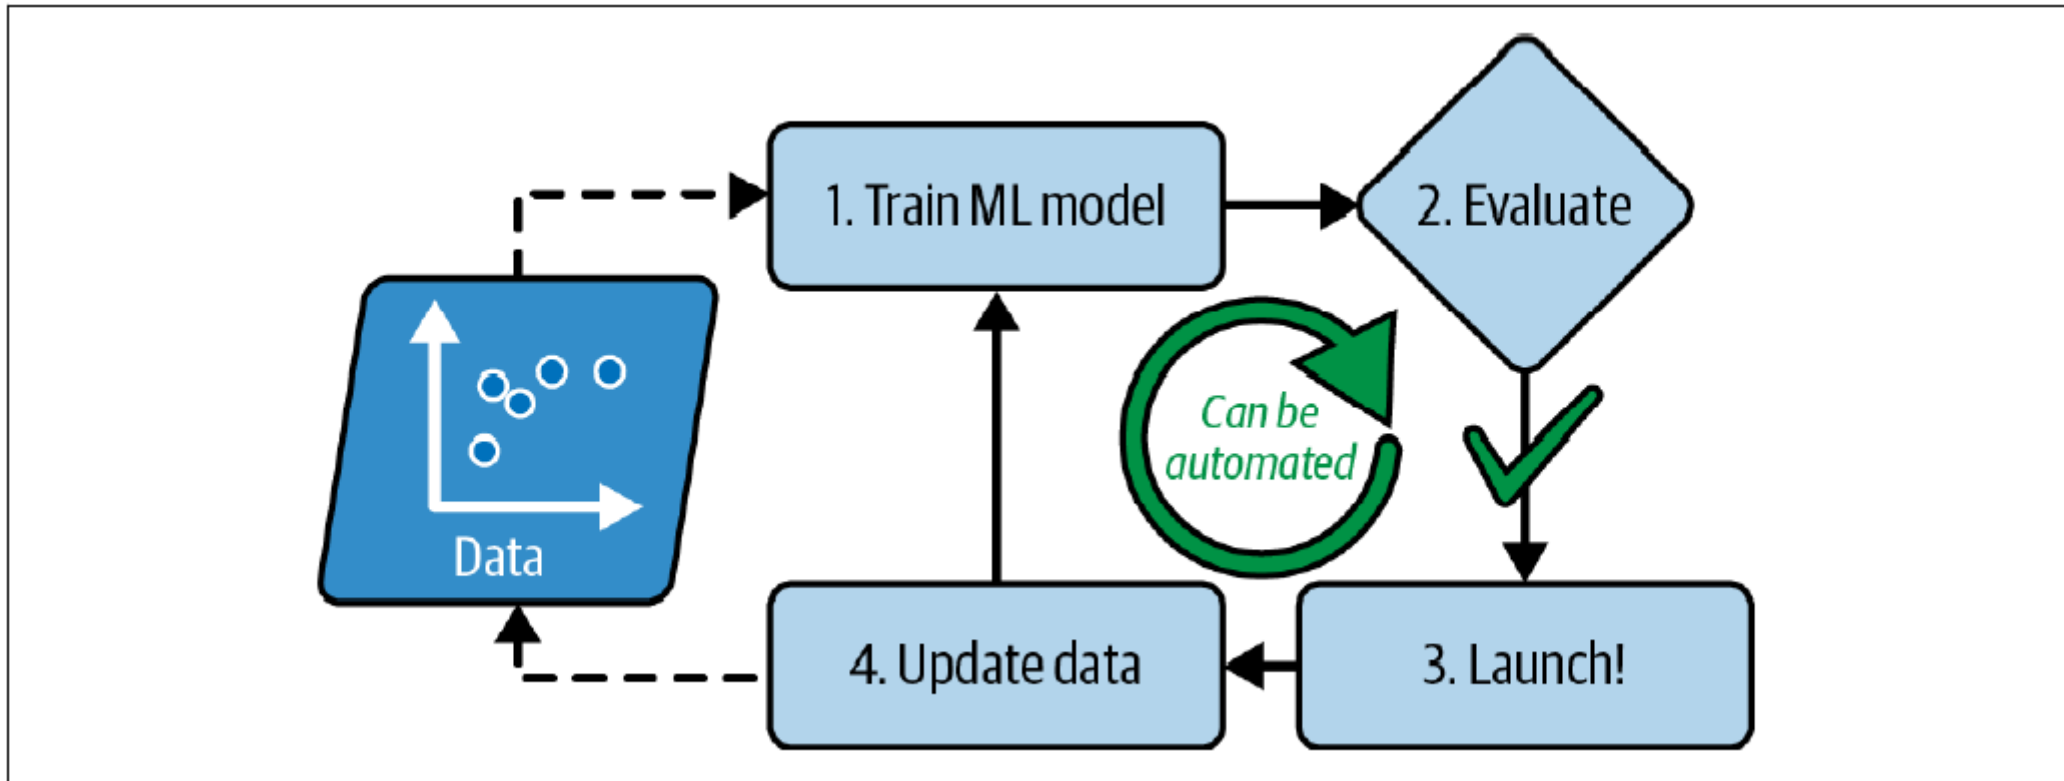 1. Train ML model
2. Evaluate
Can be
automated
Data
4. Update data
3. Launch!